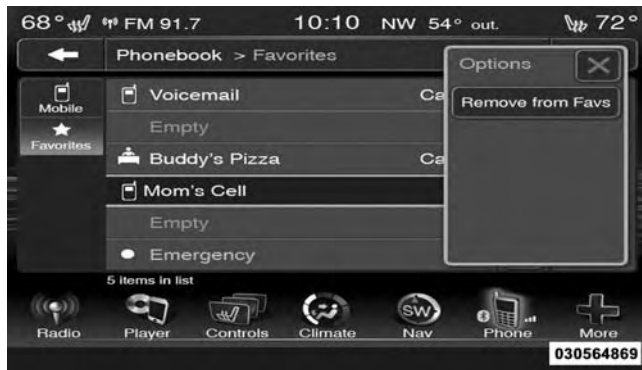 68° FM 91.7 10:10 NW 54° out. 72°
Phonebook > Favorites
Options
Mobile
Voicemail Ca
Remove from Favs
Empty
Favorites
Buddy's Pizza Ca
Mom's Cell
Empty
Emergency
5 items in list
SW
Radio Player Controls Climate Nav Phone More
030564869